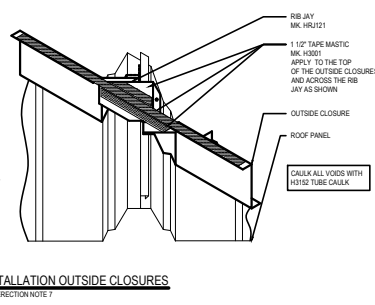 RIB JAY
MK. HRJ121
1 1/2" TAPE MASTIC
MK. H3001
APPLY TO THE TOP
OF THE OUTSIDE CLOSURES
AND ACROSS THE RIB
JAY AS SHOWN
OUTSIDE CLOSURE
ROOF PANEL
CAULK ALL VOIDS WITH
H3152 TUBE CAULK
TALLATION OUTSIDE CLOSURES
ERECTION NOTE 7